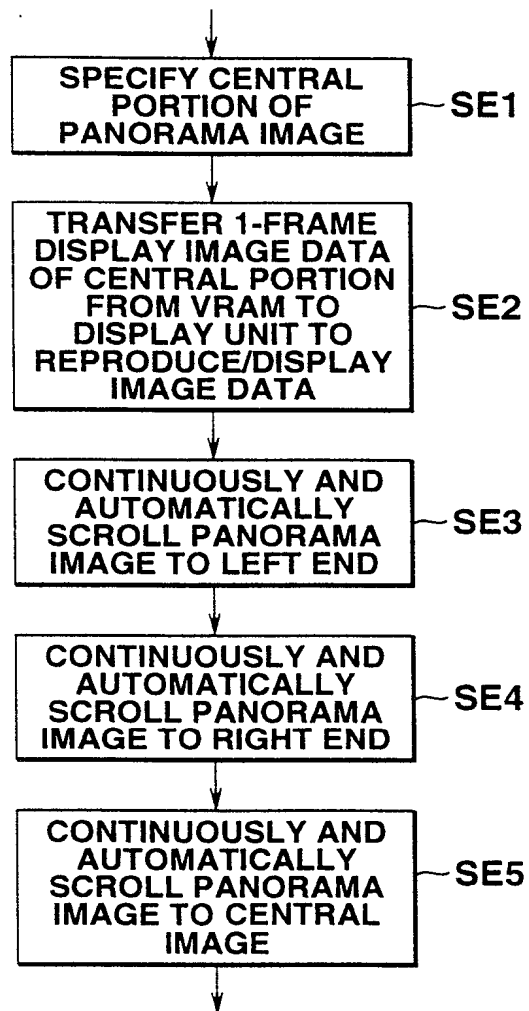 SPECIFY CENTRAL
PORTION OF
PANORAMA IMAGE
SE1
TRANSFER 1-FRAME
DISPLAY IMAGE DATA
OF CENTRAL PORTION
FROM VRAM TO
DISPLAY UNIT TO
REPRODUCE/DISPLAY
IMAGE DATA
SE2
CONTINUOUSLY AND
AUTOMATICALLY
SCROLL PANORAMA
IMAGE TO LEFT END
SE3
CONTINUOUSLY AND
AUTOMATICALLY
SCROLL PANORAMA
IMAGE TO RIGHT END
SE4
CONTINUOUSLY AND
AUTOMATICALLY
SCROLL PANORAMA
IMAGE TO CENTRAL
IMAGE
SE5